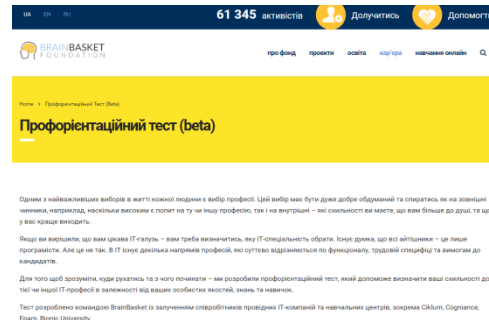 UA EN RU
61 345 активістів
Долучитись
Допомогти
BRAINBASKET
FOUNDATION
про фонд проекти освіта кар'єра навчання онлайн
Home > Профорієнтаційний Тест (Beta)
Профорієнтаційний тест (beta)
Одним з найважливіших виборів в житті кожної людини є вибір професії. Цей вибір має бути дуже добре обдуманий та спиратись як на зовнішні
чинники, наприклад, наскільки високим є попит на ту чи іншу професію, так і на внутрішні – які схильності ви маєте, що вам більше до душі, та що
у вас краще виходить.
Якщо ви вирішили, що вам цікава ІТ-галузь – вам треба визначитись, яку ІТ-спеціальність обрати. Існує думка, що всі айтішники – це лише
програмісти. Але це не так. В ІТ існує декілька напрямів професій, які суттєво відрізняються по функціоналу, трудовій специфіці та вимогам до
кандидатів.
Для того щоб зрозуміти, куди рухатись та з чого починати – ми розробили профорієнтаційний тест, який допоможе визначити ваші схильності до
тієї чи іншої ІТ-професії в залежності від ваших особистих якостей, знань та навичок.
Тест розроблено командою BrainBasket із залученням співробітників провідних ІТ-компаній та навчальних центрів, зокрема Ciklum, Cogniance,
Foam, Bionic University.